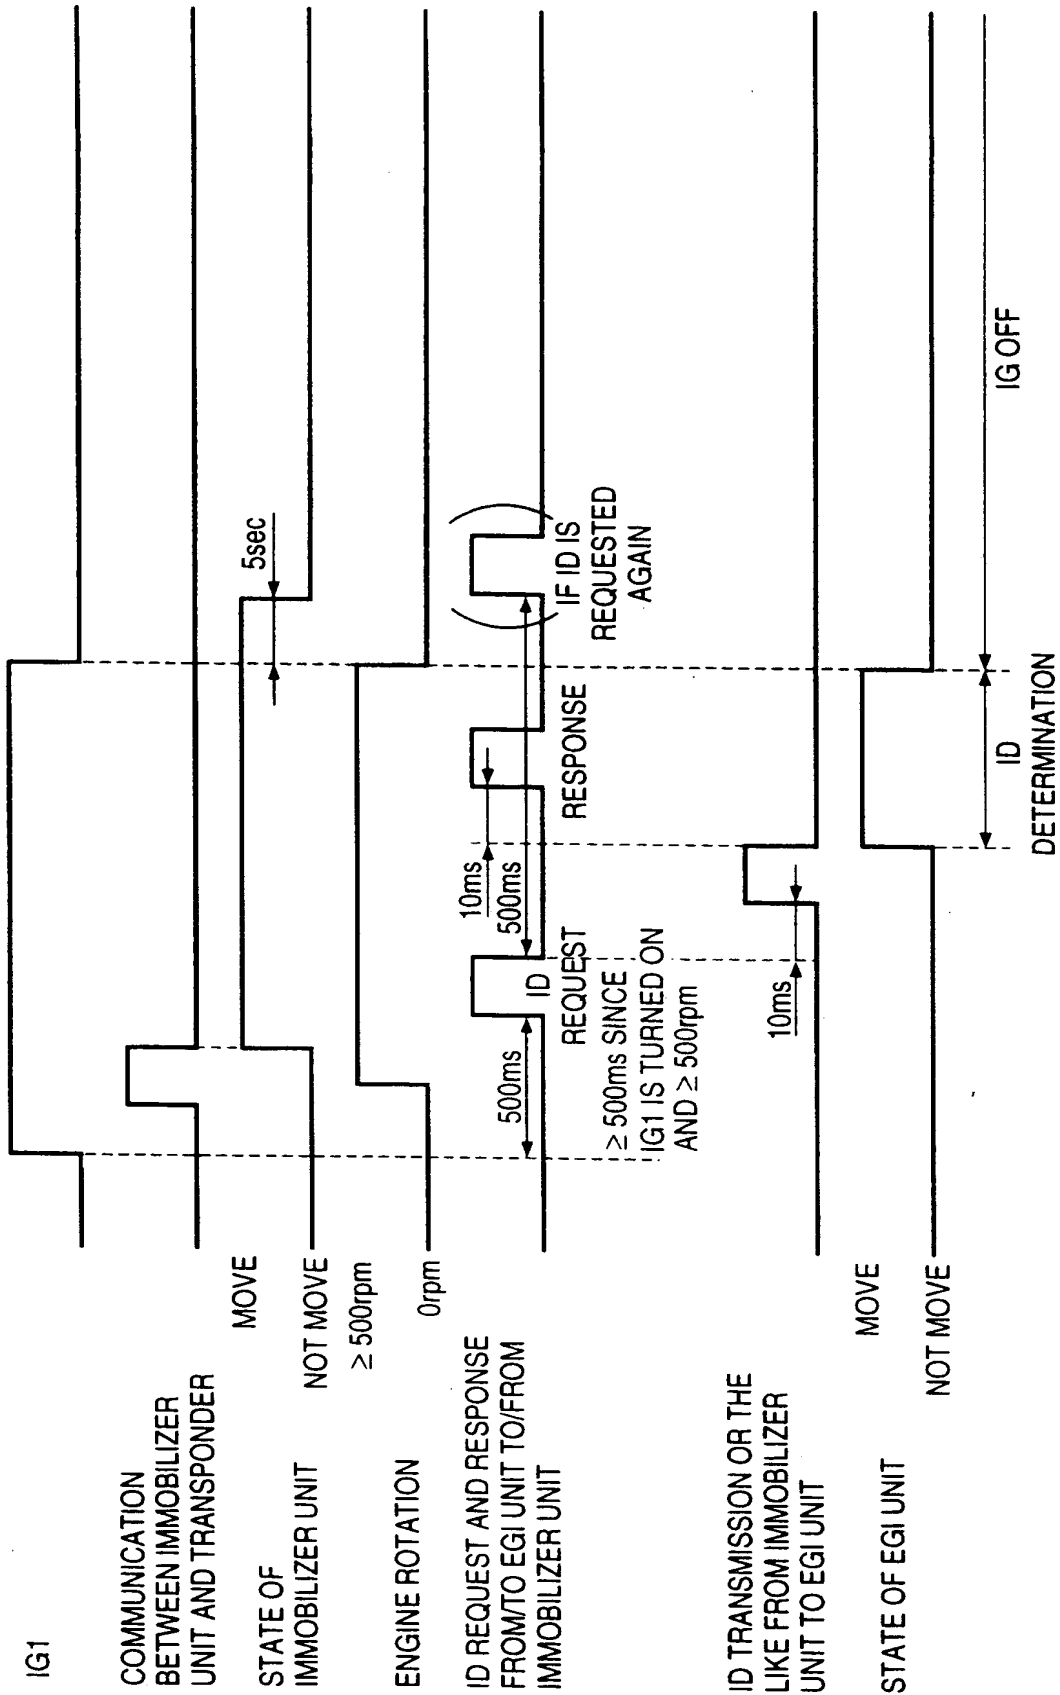 IG1
COMMUNICATION
BETWEEN IMMOBILIZER
UNIT AND TRANSPONDER
STATE OF
IMMOBILIZER UNIT
MOVE
NOT MOVE
5sec
ENGINE ROTATION
≥ 500rpm
0rpm
ID REQUEST AND RESPONSE
FROM/TO EGI UNIT TO/FROM
IMMOBILIZER UNIT
500ms
ID
REQUEST
≥ 500ms SINCE
IG1 IS TURNED ON
AND ≥ 500rpm
10ms
500ms
RESPONSE
IF ID IS
REQUESTED
AGAIN
ID TRANSMISSION OR THE
LIKE FROM IMMOBILIZER
UNIT TO EGI UNIT
10ms
STATE OF EGI UNIT
MOVE
NOT MOVE
ID
DETERMINATION
IG OFF